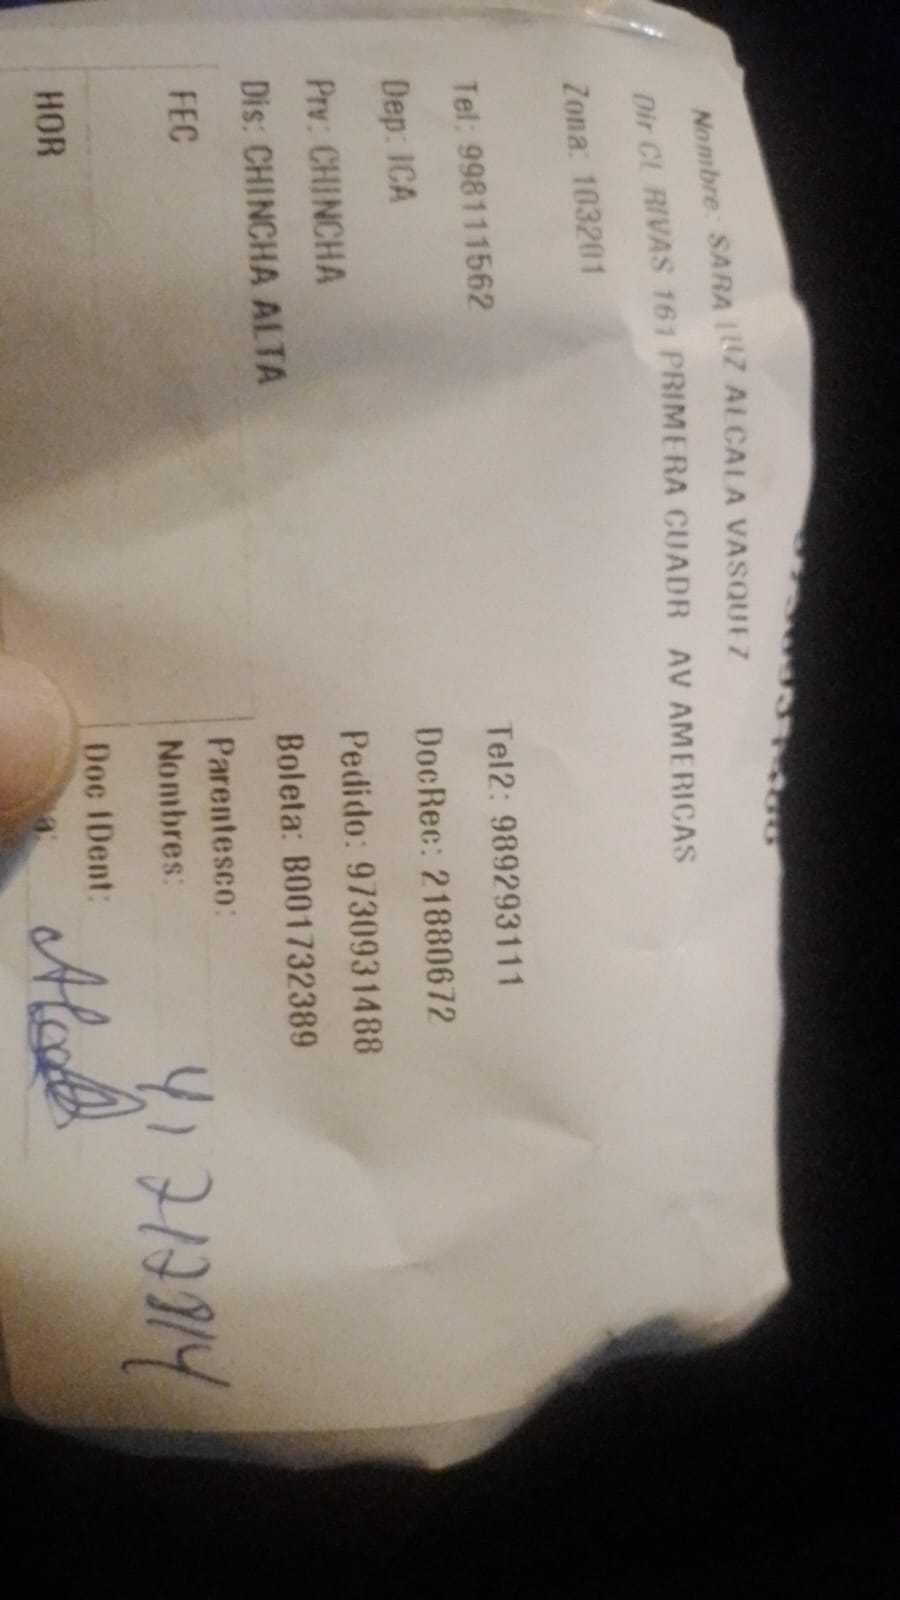 Nombre: SARA LUZ ALCALA VASQUEZ
Dir CL RIVAS 161 PRIMERA CUADR AV AMERICAS
Zona: 103201
Tel: 998111562 Tel2: 989293111
Dep: ICA DocRec: 21880672
Prv: CHINCHA Pedido: 9730931488
Dis: CHINCHA ALTA Boleta: B001732389
Parentesco:
FEC Nombres:
Doc IDent:
HOR